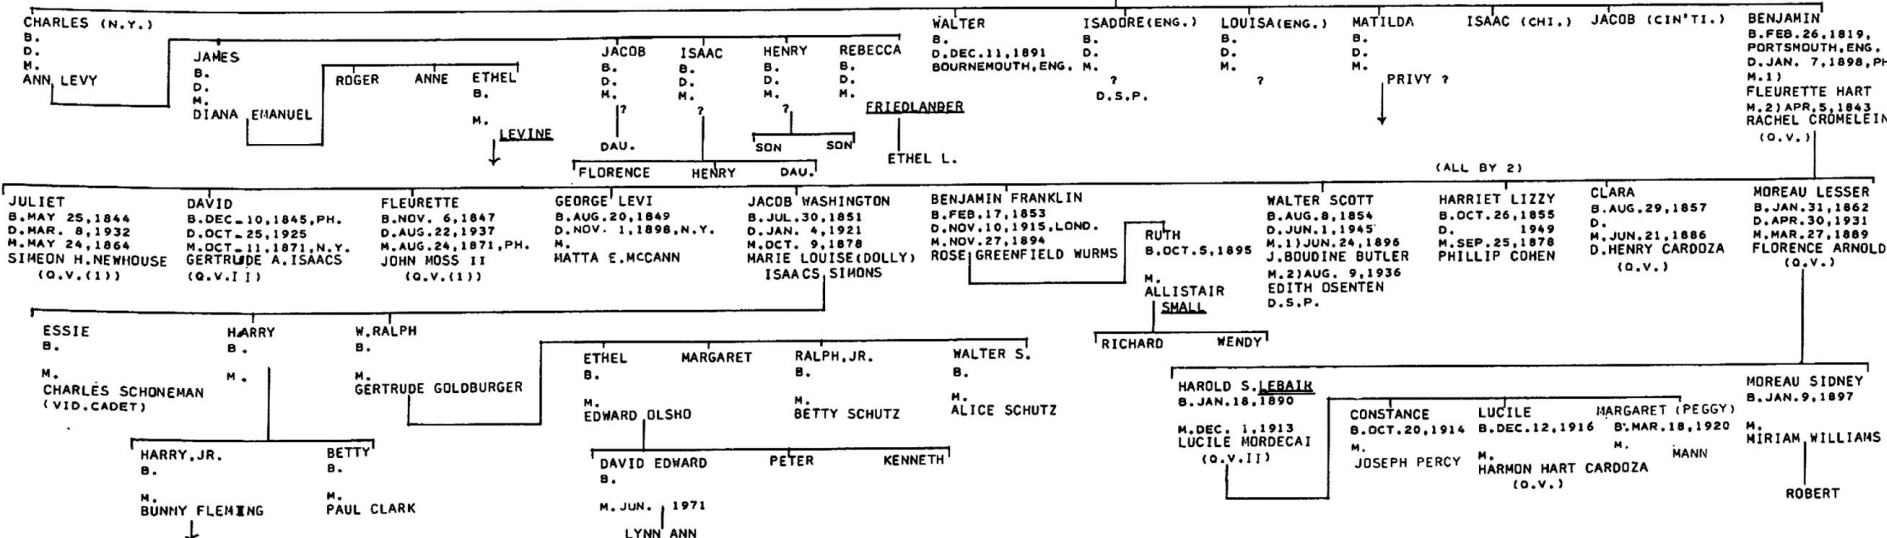 CHARLES (N.Y.)
B.
D.
M.
ANN LEVY
JAMES
B.
D.
M.
DIANA EMANUEL
ROGER
ANNE
ETHEL
B.
M.
LEVINE
JACOB
B.
D.
M.
?
DAU.
ISAAC
B.
D.
M.
?
FLORENCE
HENRY
DAU.
HENRY
B.
D.
M.
?
SON
SON
REBECCA
B.
D.
M.
FRIEDLANDER
ETHEL L.
WALTER
B.
D.DEC.11,1891
BOURNEMOUTH,ENG.
ISADORE(ENG.)
B.
D.
M.
?
D.S.P.
LOUISA(ENG.)
B.
D.
M.
?
MATILDA
B.
D.
M.
PRIVY ?
ISAAC (CHI.)
JACOB (CIN'TI.)
BENJAMIN
B.FEB.26,1819,
PORTSMOUTH,ENG.
D.JAN. 7,1898,PH
M.1)
FLEURETTE HART
M.2)APR.5,1843
RACHEL CROMELEIN
(Q.V.)
(ALL BY 2)
JULIET
B.MAY 25,1844
D.MAR. 8,1932
M.MAY 24,1864
SIMEON H.NEWHOUSE
(Q.V.(1))
DAVID
B.DEC.10,1845,PH.
D.OCT.25,1925
M.OCT.11,1871,N.Y.
GERTRUDE A.ISAACS
(Q.V.II)
FLEURETTE
B.NOV. 6,1847
D.AUG.22,1937
M.AUG.24,1871,PH.
JOHN MOSS II
(Q.V.(1))
GEORGE LEVI
B.AUG.20,1849
D.NOV. 1,1898,N.Y.
M.
MATTA E.MCCANN
JACOB WASHINGTON
B.JUL.30,1851
D.JAN. 4,1921
M.OCT. 9,1878
MARIE LOUISE(DOLLY)
ISAACS SIMONS
BENJAMIN FRANKLIN
B.FEB.17,1853
D.NOV.10,1915,LOND.
M.NOV.27,1894
ROSE GREENFIELD WURMS
RUTH
B.OCT.5,1895
M.
ALLISTAIR
SMALL
RICHARD
WENDY
WALTER SCOTT
B.AUG.8,1854
D.JUN.1,1945
M.1)JUN.24,1896
J.BOUDINE BUTLER
M.2)AUG. 9,1936
EDITH OSENTEN
D.S.P.
HARRIET LIZZY
B.OCT.26,1855
D. 1949
M.SEP.25,1878
PHILLIP COHEN
CLARA
B.AUG.29,1857
D.
M.JUN.21,1886
D.HENRY CARDOZA
(Q.V.)
MOREAU LESSER
B.JAN.31,1862
D.APR.30,1931
M.MAR.27,1889
FLORENCE ARNOLD
(Q.V.)
ESSIE
B.
M.
CHARLES SCHONEMAN
(VID.CADET)
HARRY
B.
M.
W.RALPH
B.
M.
GERTRUDE GOLDBURGER
ETHEL
B.
M.
EDWARD OLSHO
MARGARET
RALPH,JR.
B.
M.
BETTY SCHUTZ
WALTER S.
B.
M.
ALICE SCHUTZ
HARRY,JR.
B.
M.
BUNNY FLEMING
BETTY
B.
M.
PAUL CLARK
DAVID EDWARD
B.
M.JUN. 1971
LYNN ANN
PETER
KENNETH
HAROLD S.LEBAIR
B.JAN.18,1890
M.DEC. 1,1913
LUCILE MORDECAI
(Q.V.II)
CONSTANCE
B.OCT.20,1914
M.
JOSEPH PERCY
LUCILE
B.DEC.12,1916
M.
HARMON HART CARDOZA
(Q.V.)
MARGARET (PEGGY)
B.MAR.18,1920
M.
MANN
MOREAU SIDNEY
B.JAN.9,1897
M.
MIRIAM WILLIAMS
ROBERT